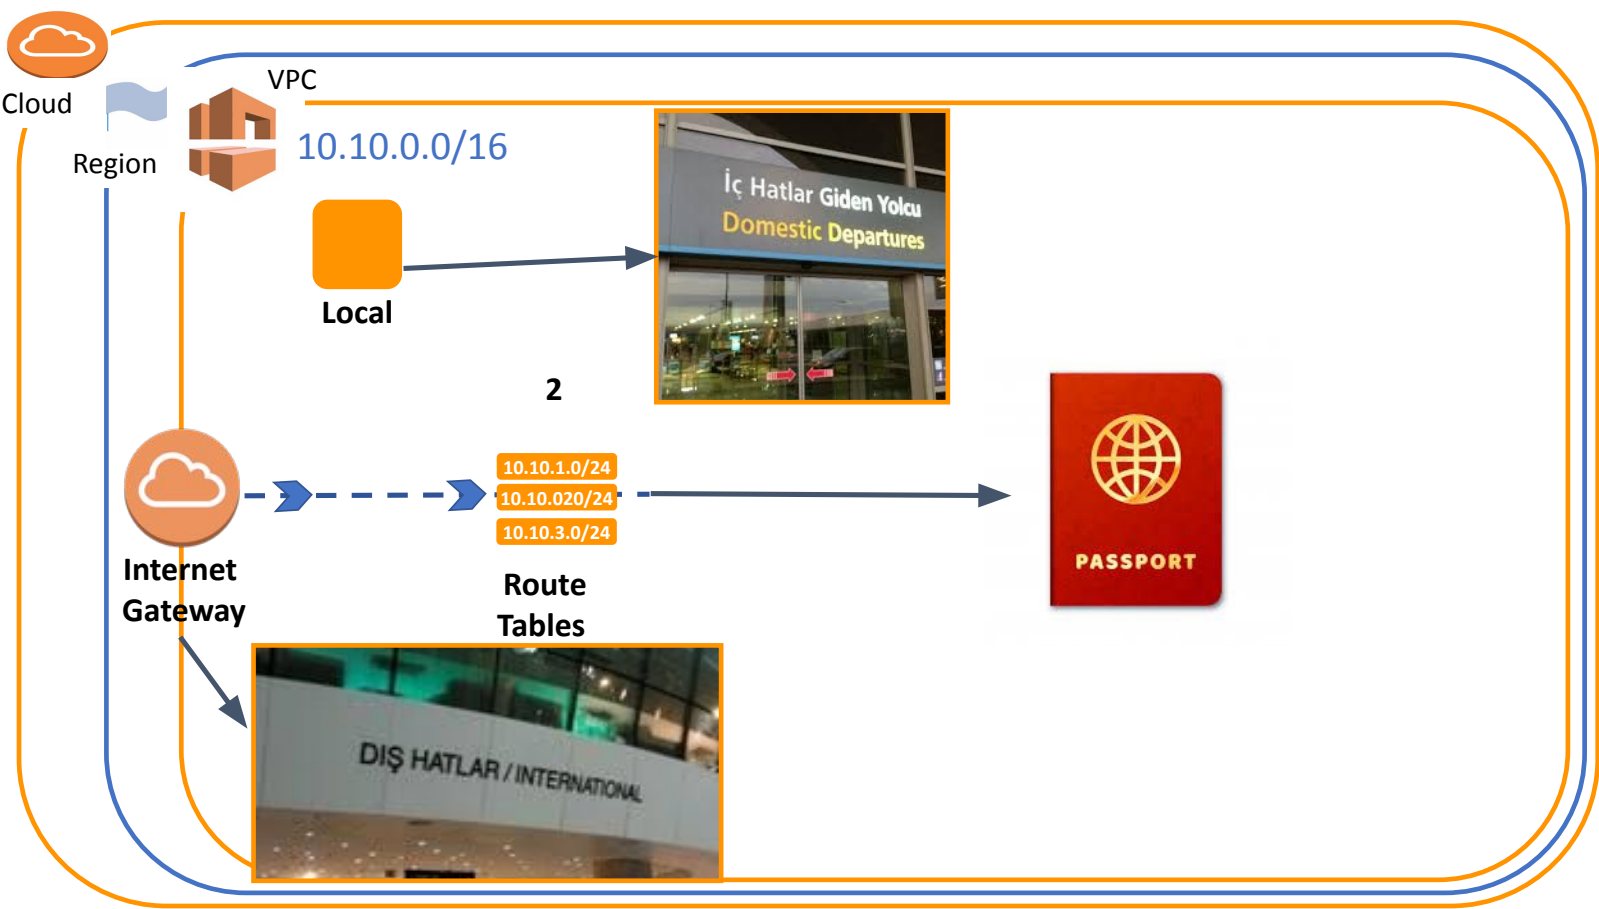 Cloud
Region
VPC
10.10.0.0/16
Local
İç Hatlar Giden Yolcu
Domestic Departures
2
10.10.1.0/24
10.10.020/24
10.10.3.0/24
Route
Tables
Internet
Gateway
PASSPORT
DIŞ HATLAR / INTERNATIONAL